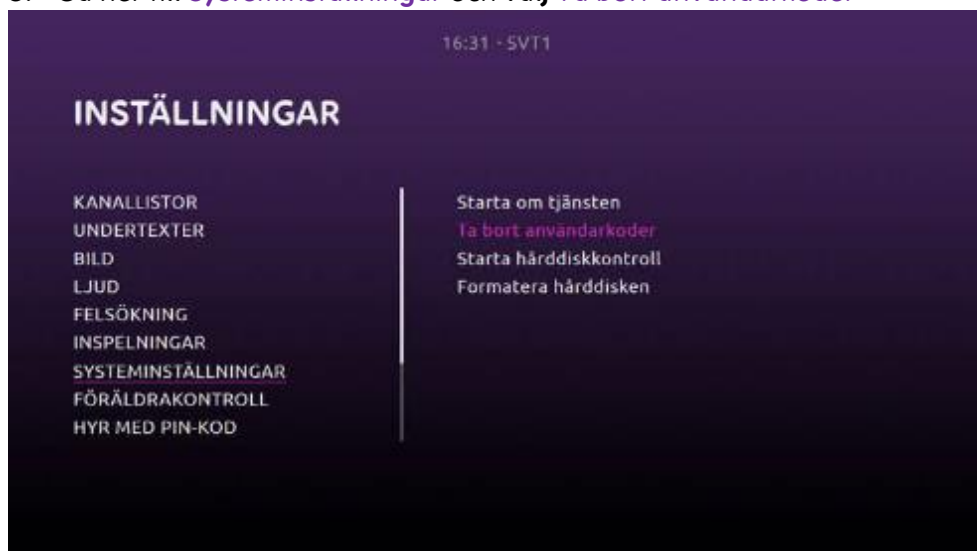 16:31 - SVT1
INSTÄLLNINGAR
KANALLISTOR
UNDERTEXTER
BILD
LJUD
FELSÖKNING
INSPELNINGAR
SYSTEMINSTÄLLNINGAR
FÖRÄLDRAKONTROLL
HYR MED PIN-KOD
Starta om tjänsten
Ta bort användarkoder
Starta hårddiskkontroll
Formatera hårddisken